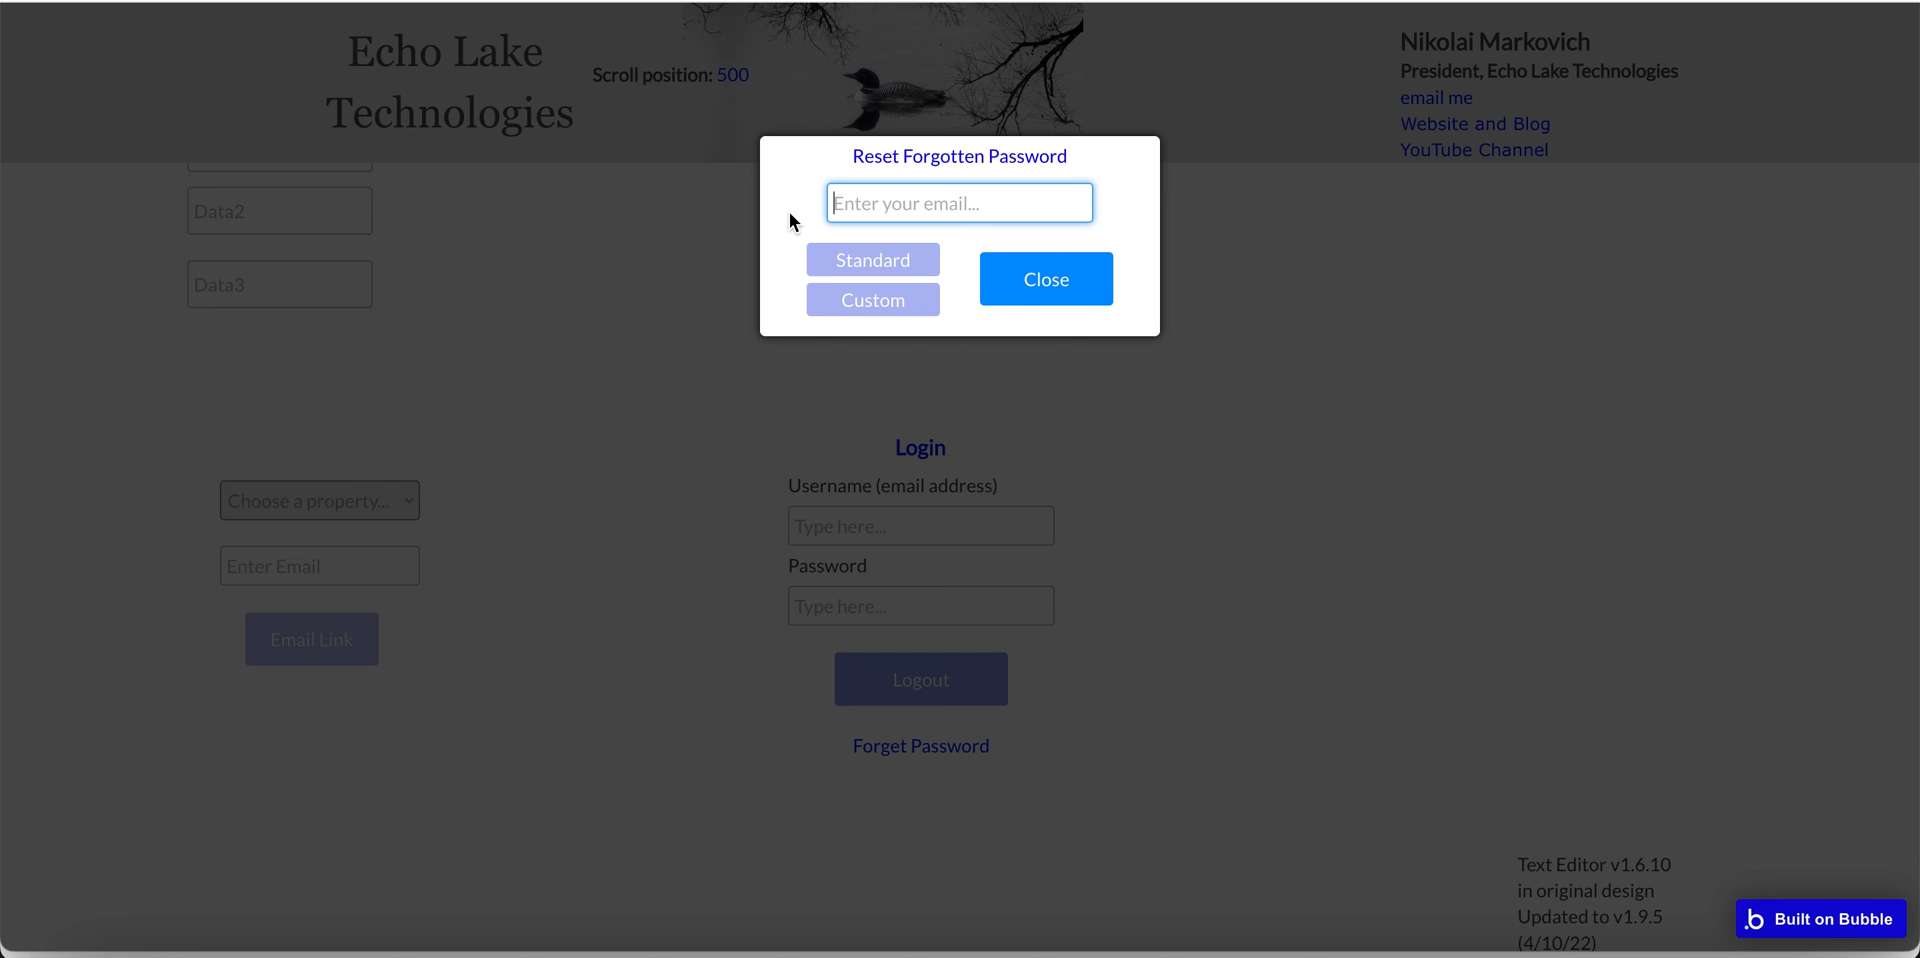 Echo Lake
Technologies
Scroll position: 500
Nikolai Markovich
President, Echo Lake Technologies
email me
Website and Blog
YouTube Channel
Reset Forgotten Password
Enter your email...
Standard
Custom
Close
Data2
Data3
Choose a property...
Enter Email
Email Link
Login
Username (email address)
Type here...
Password
Type here...
Logout
Forget Password
Text Editor v1.6.10
in original design
Updated to v1.9.5
(4/10/22)
Built on Bubble